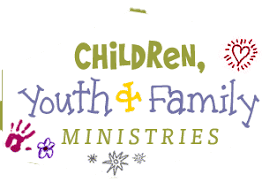 CHiLDREN,
Youth & Family
MINISTRIES